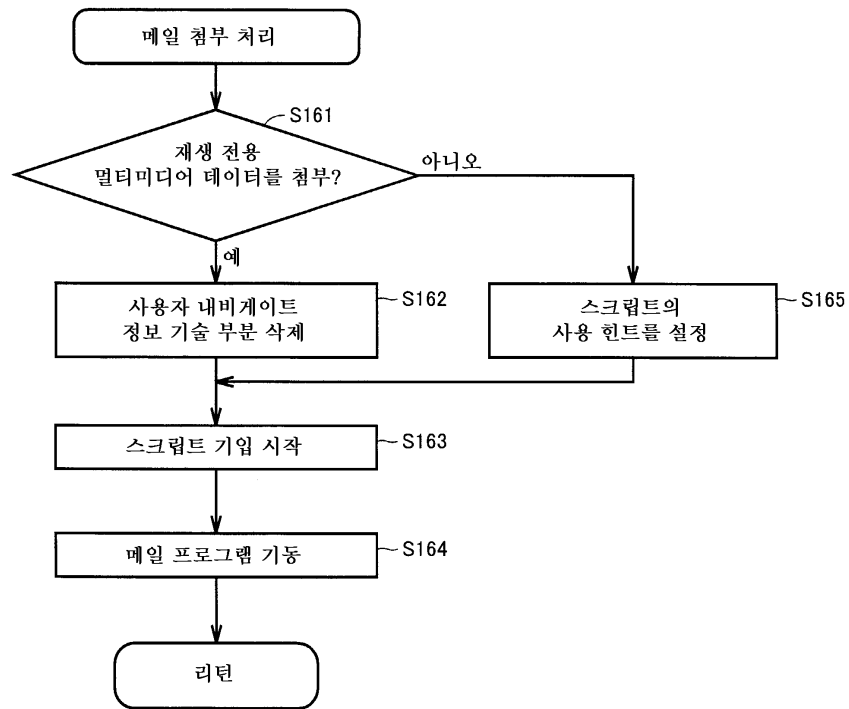 메일 첨부 처리
S161
재생 전용
멀티미디어 데이터를 첨부?
아니오
예
사용자 내비게이트
정보 기술 부분 삭제
S162
스크립트의
사용 힌트를 설정
S165
스크립트 기입 시작
S163
메일 프로그램 기동
S164
리턴